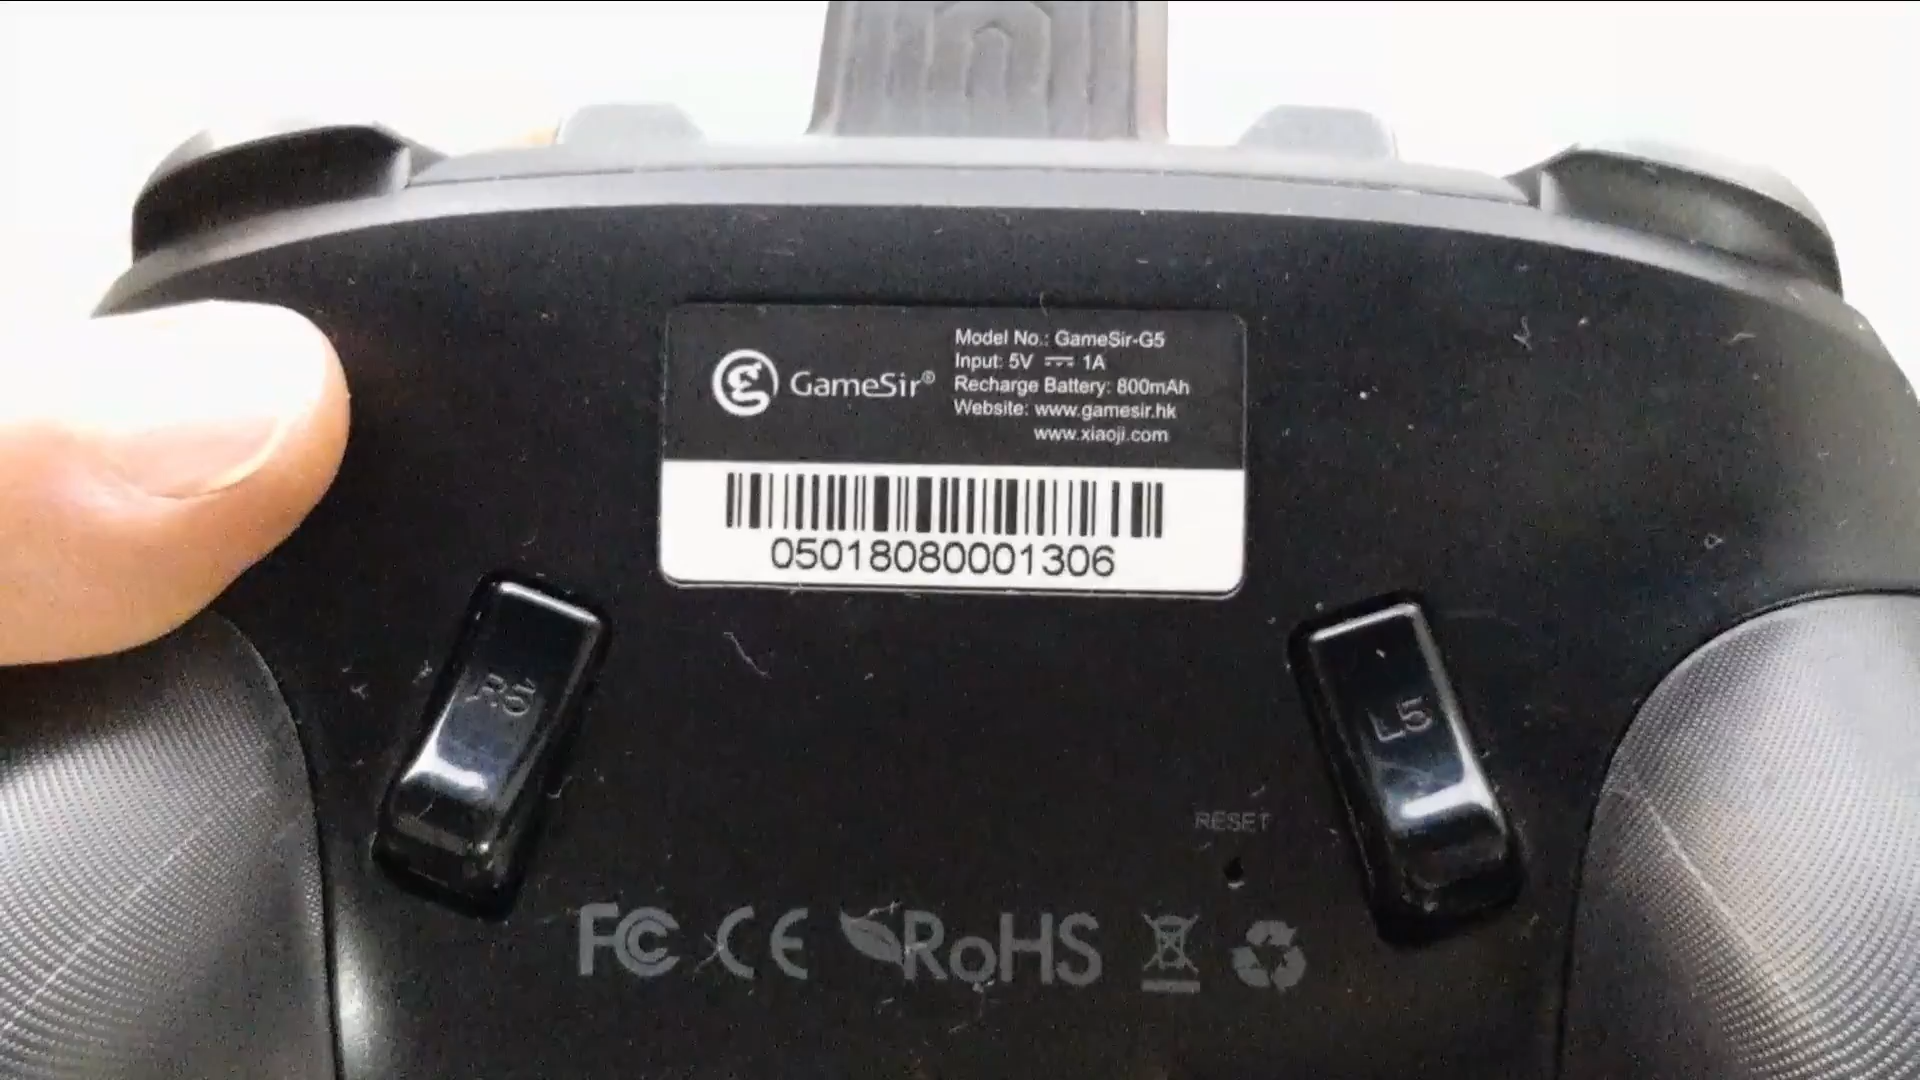 GameSir®
Model No.: GameSir-G5
Input: 5V ⎓ 1A
Recharge Battery: 800mAh
Website: www.gamesir.hk
www.xiaoji.com
05018080001306
R5
L5
RESET
FC CE RoHS